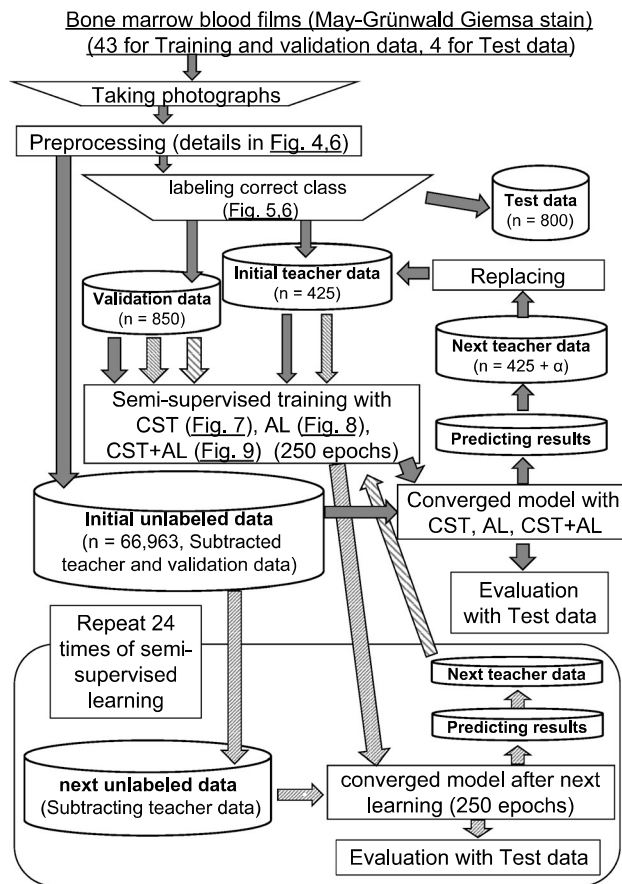 Bone marrow blood films (May-Grünwald Giemsa stain)
(43 for Training and validation data, 4 for Test data)
Taking photographs
Preprocessing (details in Fig. 4,6)
labeling correct class
(Fig. 5,6)
Test data
(n = 800)
Initial teacher data
(n = 425)
Replacing
Validation data
(n = 850)
Next teacher data
(n = 425 + α)
Semi-supervised training with
CST (Fig. 7), AL (Fig. 8),
CST+AL (Fig. 9) (250 epochs)
Predicting results
Initial unlabeled data
(n = 66,963, Subtracted
teacher and validation data)
Converged model with
CST, AL, CST+AL
Evaluation
with Test data
Repeat 24
times of semi-
supervised
learning
Next teacher data
Predicting results
next unlabeled data
(Subtracting teacher data)
converged model after next
learning (250 epochs)
Evaluation with Test data